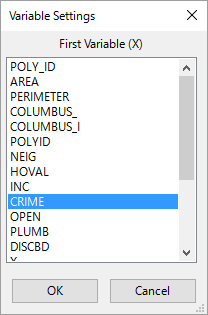 Variable Settings
First Variable (X)
POLY_ID
AREA
PERIMETER
COLUMBUS_
COLUMBUS_I
POLYID
NEIG
HOVAL
INC
CRIME
OPEN
PLUMB
DISCBD
OK
Cancel